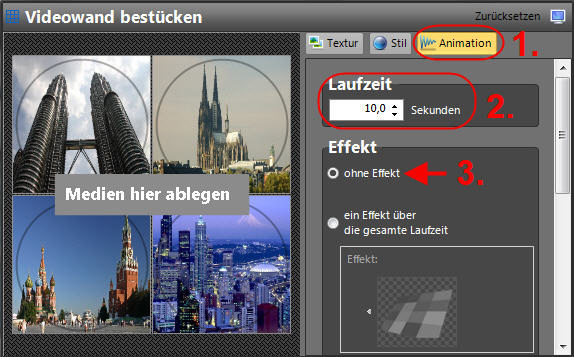 Videowand bestücken
Zurücksetzen
Textur
Stil
Animation
1.
Laufzeit
10,0
Sekunden
2.
Effekt
ohne Effekt
3.
Medien hier ablegen
ein Effekt über
die gesamte Laufzeit
Effekt: